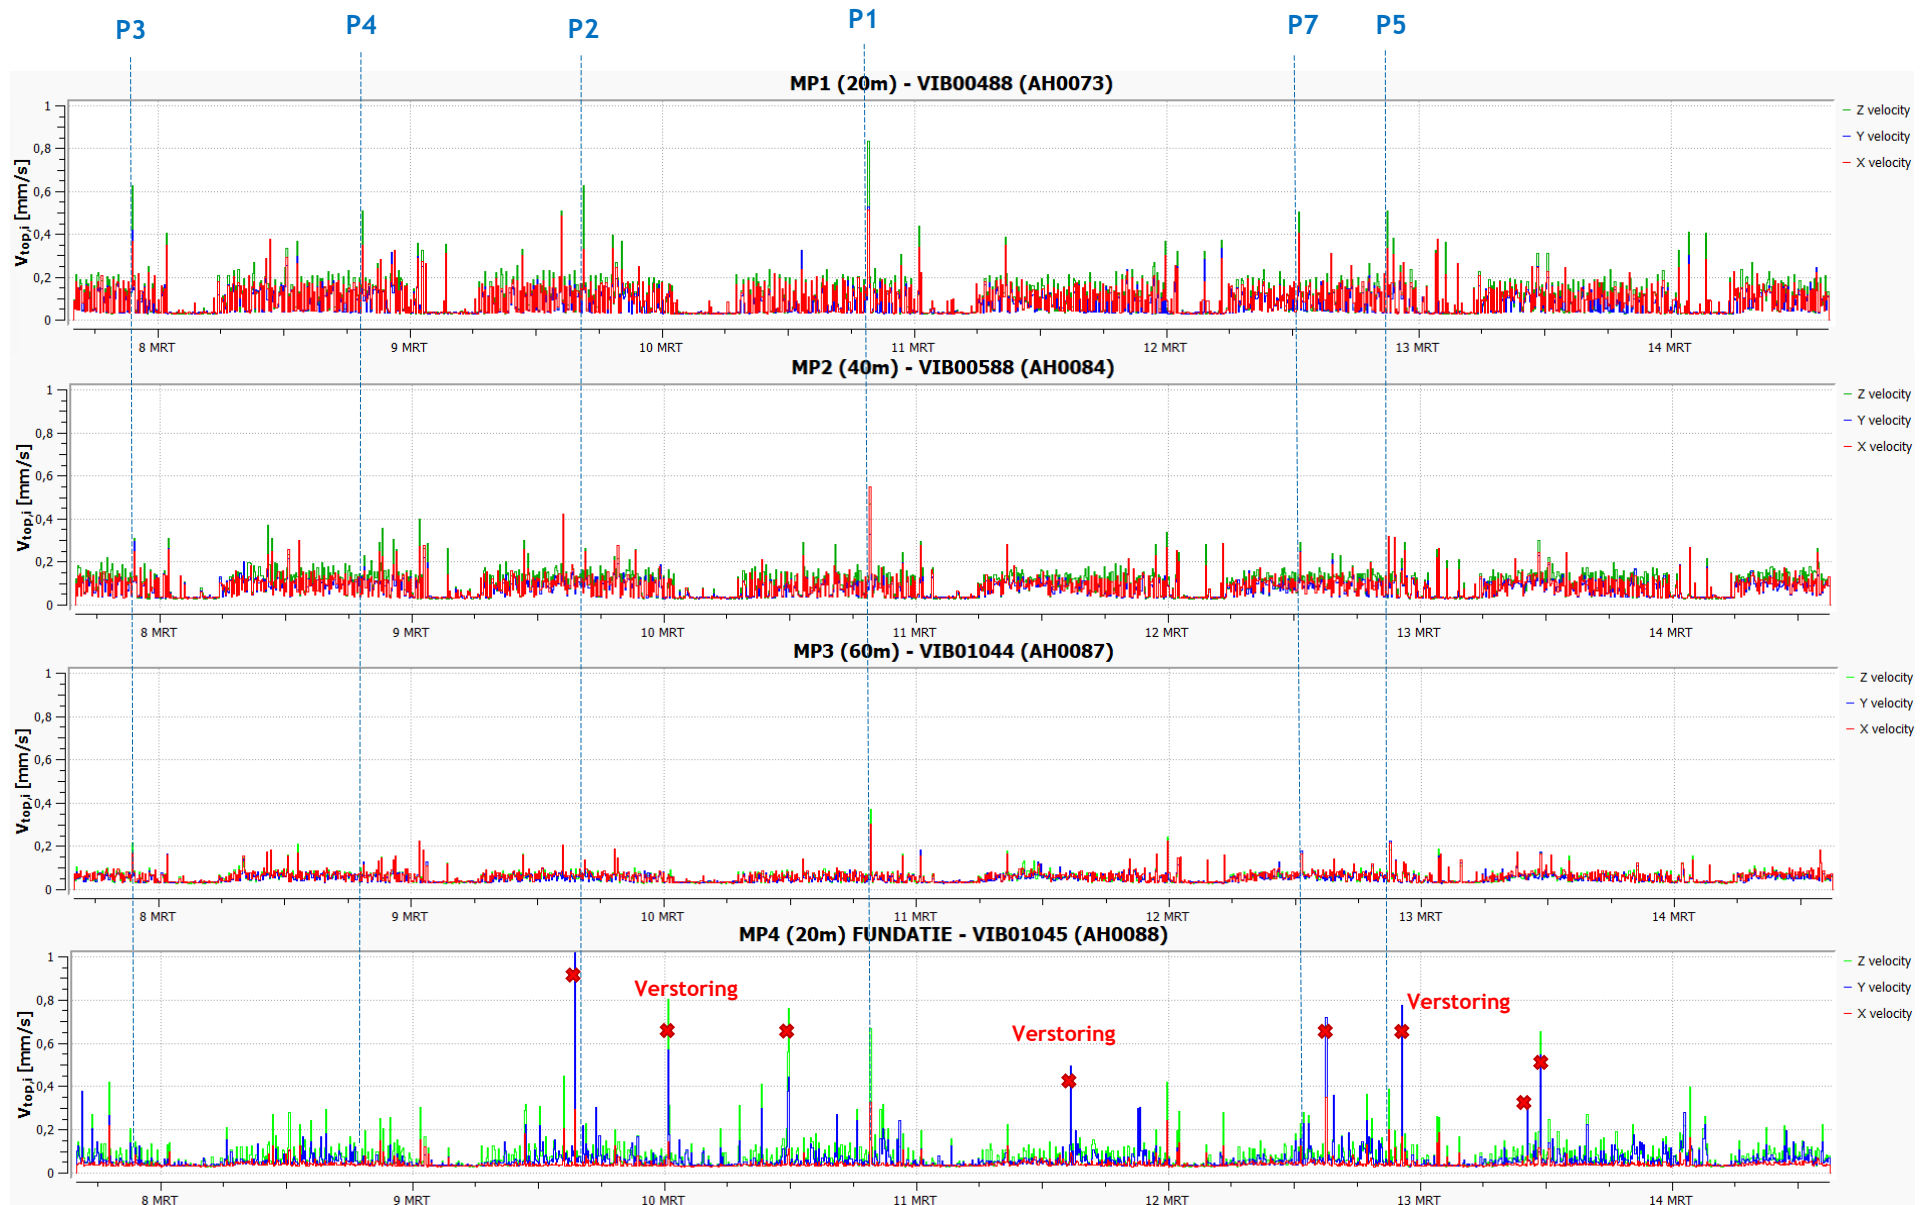 P3 P4 P2 P1 P7 P5
MP1 (20m) - VIB00488 (AH0073)
Vtop,i [mm/s]
1
0,8
0,6
0,4
0,2
0
Z velocity
Y velocity
X velocity
8 MRT 9 MRT 10 MRT 11 MRT 12 MRT 13 MRT 14 MRT
MP2 (40m) - VIB00588 (AH0084)
Vtop,i [mm/s]
1
0,8
0,6
0,4
0,2
0
Z velocity
Y velocity
X velocity
8 MRT 9 MRT 10 MRT 11 MRT 12 MRT 13 MRT 14 MRT
MP3 (60m) - VIB01044 (AH0087)
Vtop,i [mm/s]
1
0,8
0,6
0,4
0,2
0
Z velocity
Y velocity
X velocity
8 MRT 9 MRT 10 MRT 11 MRT 12 MRT 13 MRT 14 MRT
MP4 (20m) FUNDATIE - VIB01045 (AH0088)
Vtop,i [mm/s]
1
0,8
0,6
0,4
0,2
0
Verstoring
Verstoring
Verstoring
Z velocity
Y velocity
X velocity
8 MRT 9 MRT 10 MRT 11 MRT 12 MRT 13 MRT 14 MRT